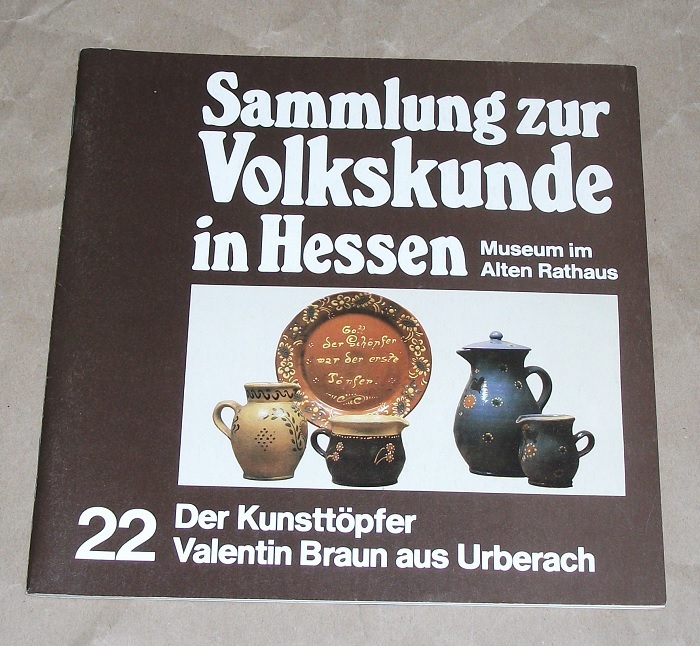 Sammlung zur
Volkskunde
in Hessen
Museum im
Alten Rathaus
Gott
der Schöpfer
war der erste
Töpfer.
22
Der Kunsttöpfer
Valentin Braun aus Urberach